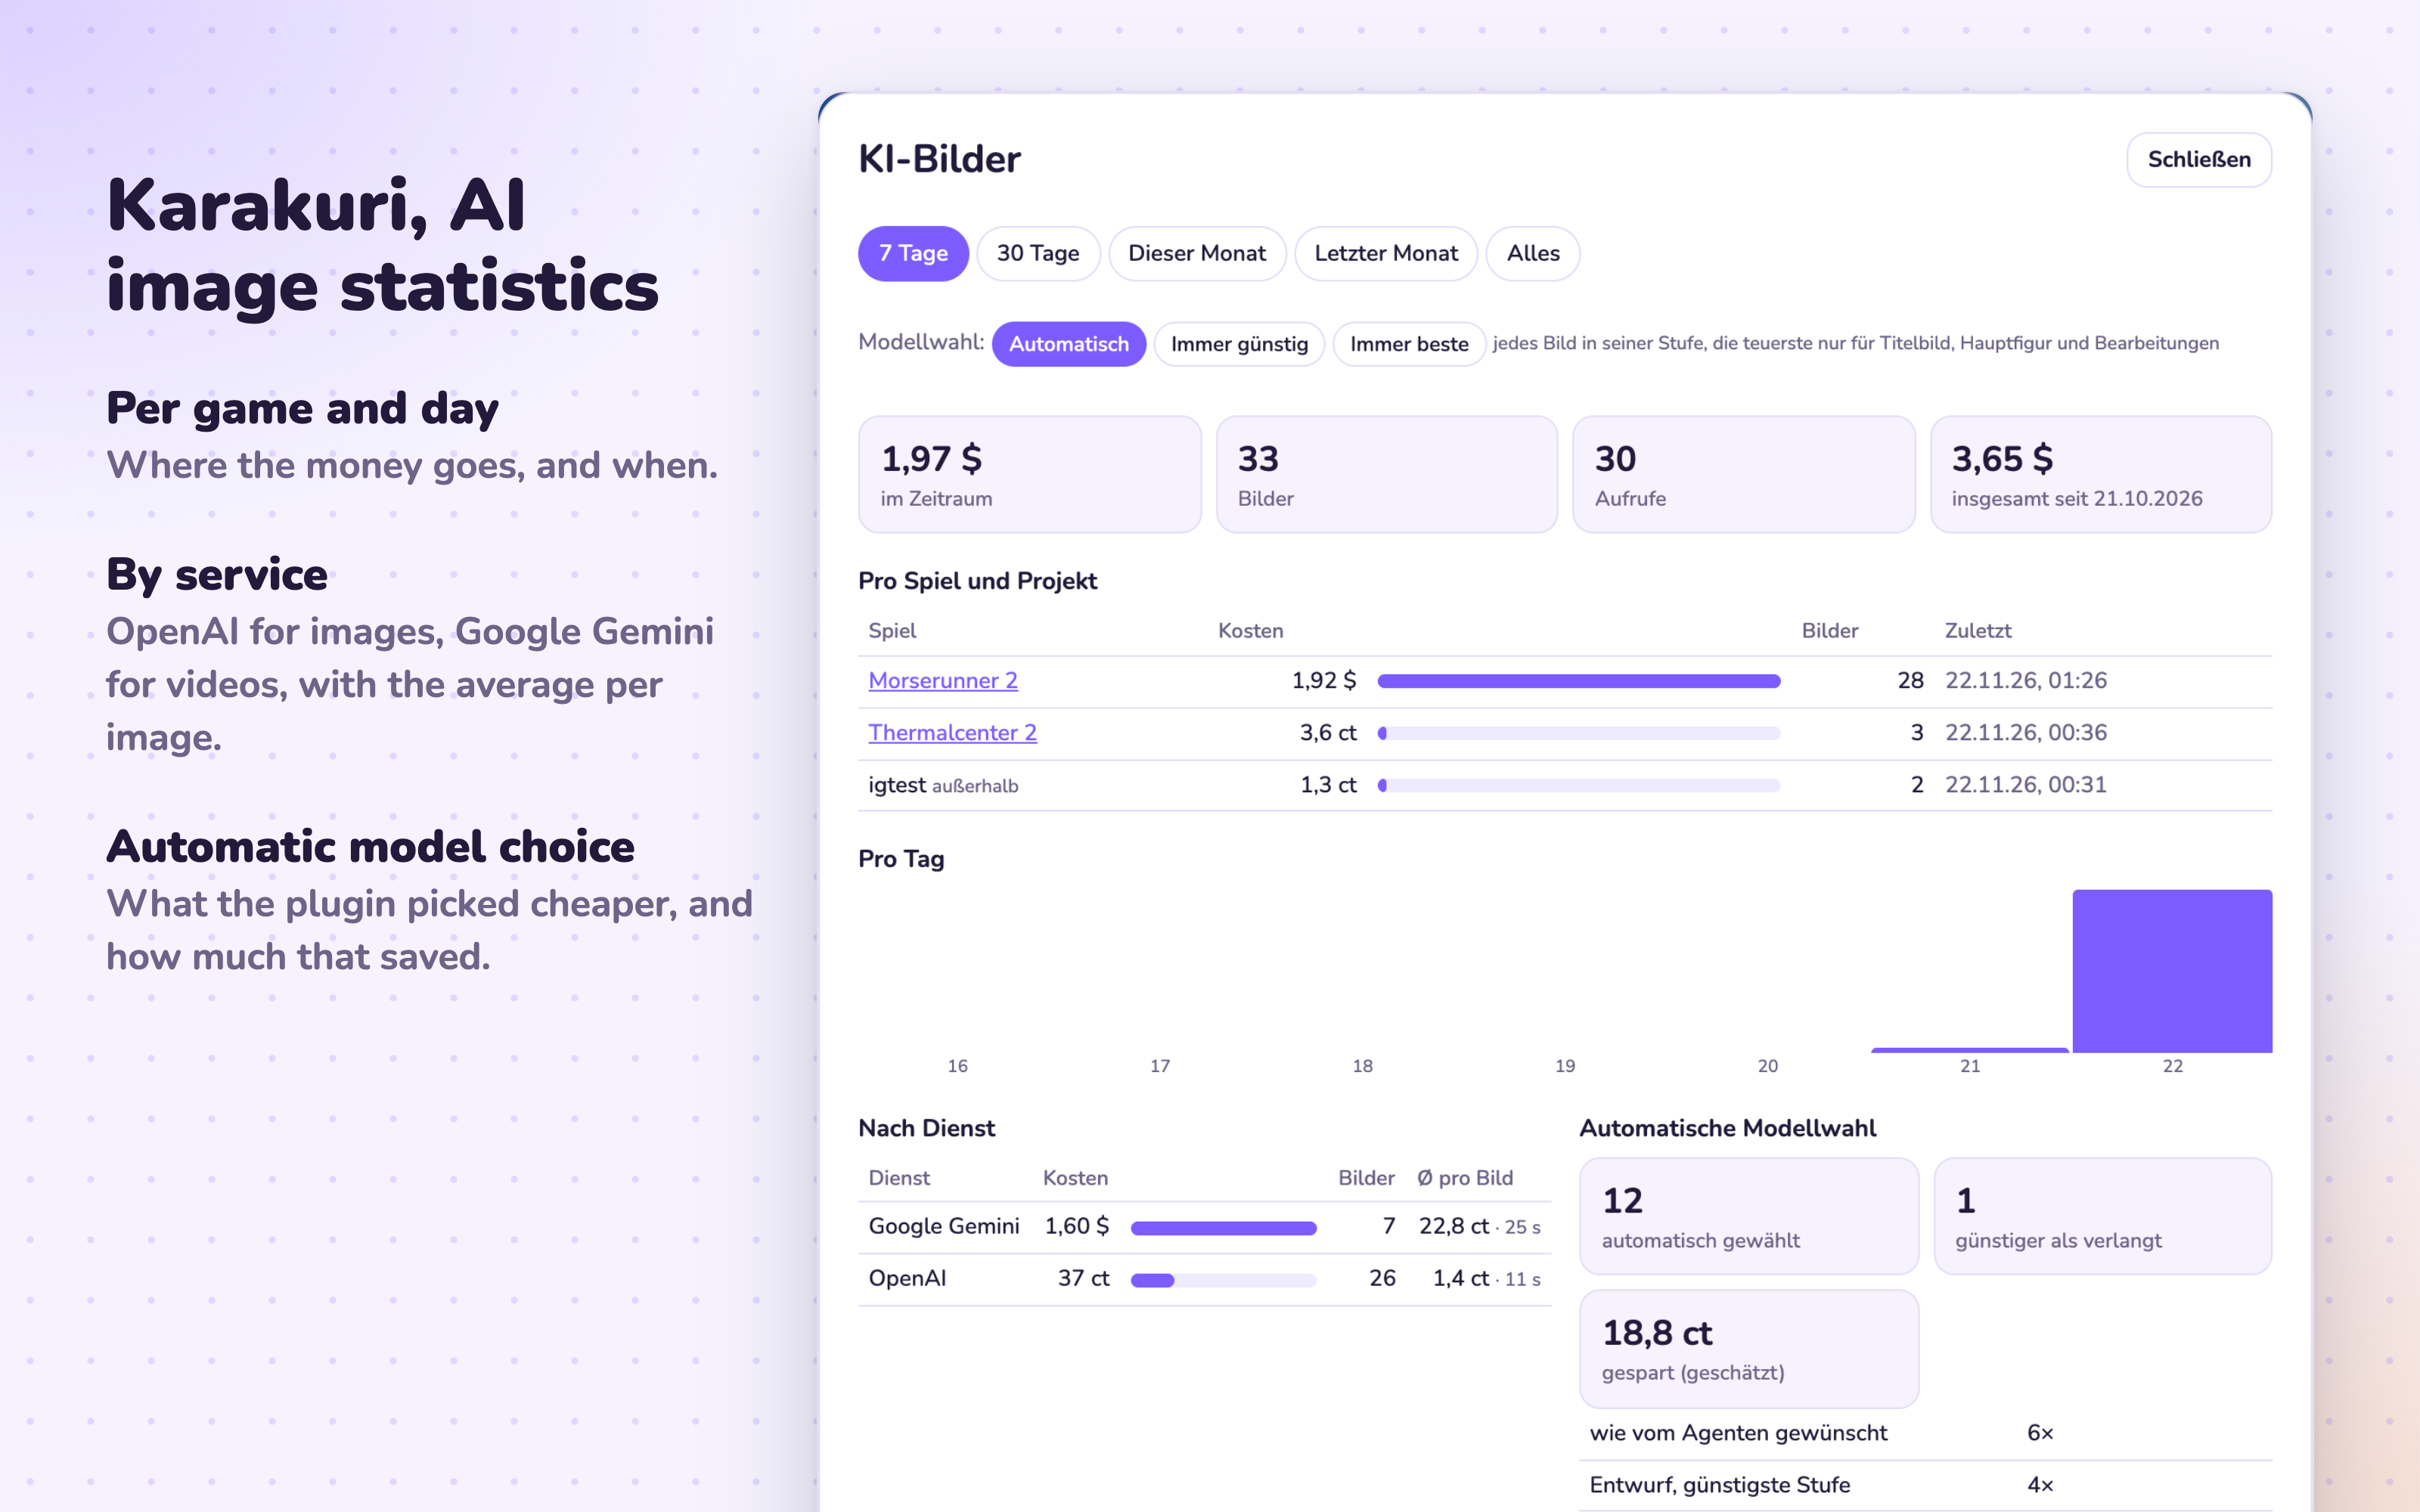 Karakuri, AI
image statistics
Per game and day
Where the money goes, and when.
By service
OpenAI for images, Google Gemini
for videos, with the average per
image.
Automatic model choice
What the plugin picked cheaper, and
how much that saved.
KI-Bilder
Schließen
7 Tage 30 Tage Dieser Monat Letzter Monat Alles
Modellwahl: Automatisch Immer günstig Immer beste jedes Bild in seiner Stufe, die teuerste nur für Titelbild, Hauptfigur und Bearbeitungen
1,97 $ 33 30 3,65 $
im Zeitraum Bilder Aufrufe insgesamt seit 21.10.2026
Pro Spiel und Projekt
Spiel Kosten Bilder Zuletzt
Morserunner 2 1,92 $ 28 22.11.26, 01:26
Thermalcenter 2 3,6 ct 3 22.11.26, 00:36
igtest außerhalb 1,3 ct 2 22.11.26, 00:31
Pro Tag
16 17 18 19 20 21 22
Nach Dienst
Dienst Kosten Bilder Ø pro Bild
Google Gemini 1,60 $ 7 22,8 ct · 25 s
OpenAI 37 ct 26 1,4 ct · 11 s
Automatische Modellwahl
12 1
automatisch gewählt günstiger als verlangt
18,8 ct
gespart (geschätzt)
wie vom Agenten gewünscht 6×
Entwurf, günstigste Stufe 4×